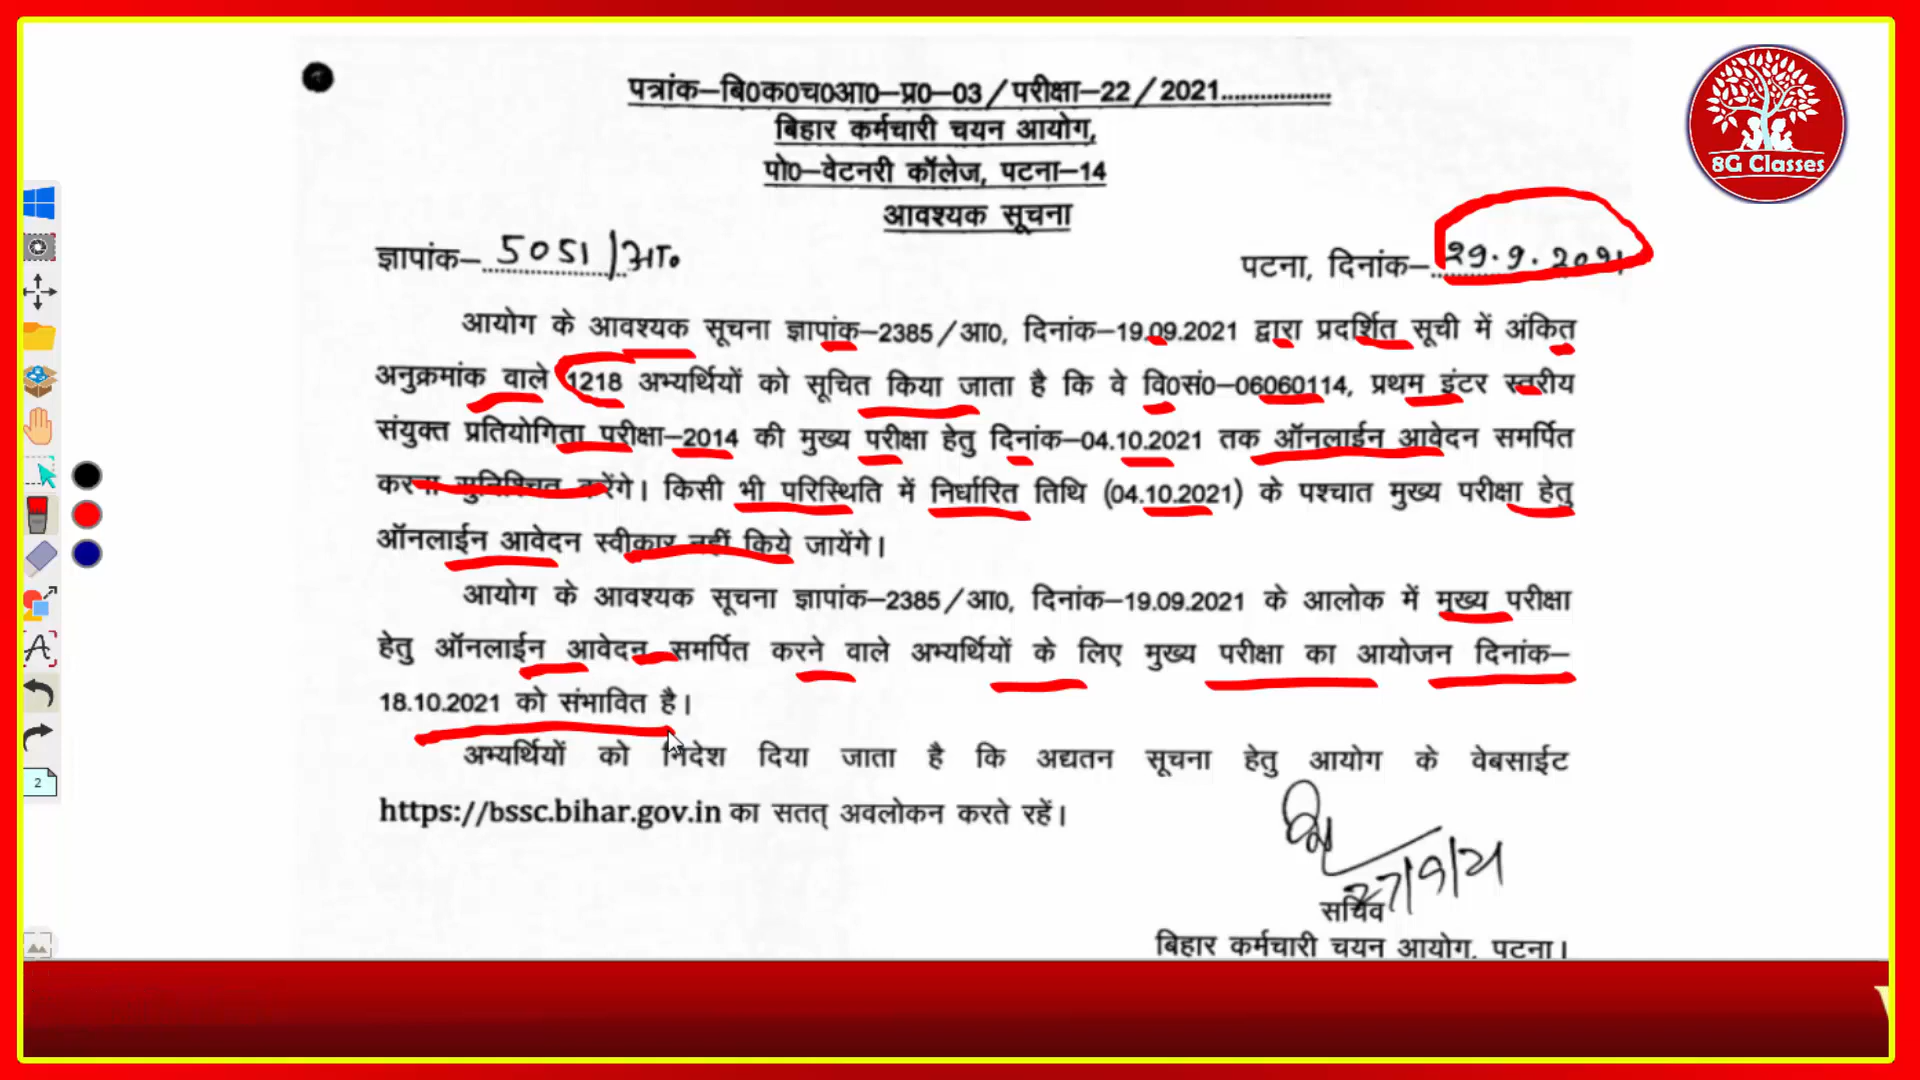 पत्रांक–बि0क0च0आ0–प्र0–03/परीक्षा–22/2021.................
बिहार कर्मचारी चयन आयोग,
पो0–वेटनरी कॉलेज, पटना–14
आवश्यक सूचना
8G Classes
ज्ञापांक– 5051/आ0
पटना, दिनांक– 29.9.2021
आयोग के आवश्यक सूचना ज्ञापांक–2385/आ0, दिनांक–19.09.2021 द्वारा प्रदर्शित सूची में अंकित
अनुक्रमांक वाले 1218 अभ्यर्थियों को सूचित किया जाता है कि वे वि0सं0–06060114, प्रथम इंटर स्तरीय
संयुक्त प्रतियोगिता परीक्षा–2014 की मुख्य परीक्षा हेतु दिनांक–04.10.2021 तक ऑनलाईन आवेदन समर्पित
करना सुनिश्चित करेंगे। किसी भी परिस्थिति में निर्धारित तिथि (04.10.2021) के पश्चात मुख्य परीक्षा हेतु
ऑनलाईन आवेदन स्वीकार नहीं किये जायेंगे।
आयोग के आवश्यक सूचना ज्ञापांक–2385/आ0, दिनांक–19.09.2021 के आलोक में मुख्य परीक्षा
हेतु ऑनलाईन आवेदन समर्पित करने वाले अभ्यर्थियों के लिए मुख्य परीक्षा का आयोजन दिनांक–
18.10.2021 को संभावित है।
अभ्यर्थियों को निदेश दिया जाता है कि अद्यतन सूचना हेतु आयोग के वेबसाईट
https://bssc.bihar.gov.in का सतत् अवलोकन करते रहें।
27/9/21
सचिव
बिहार कर्मचारी चयन आयोग, पटना।
2